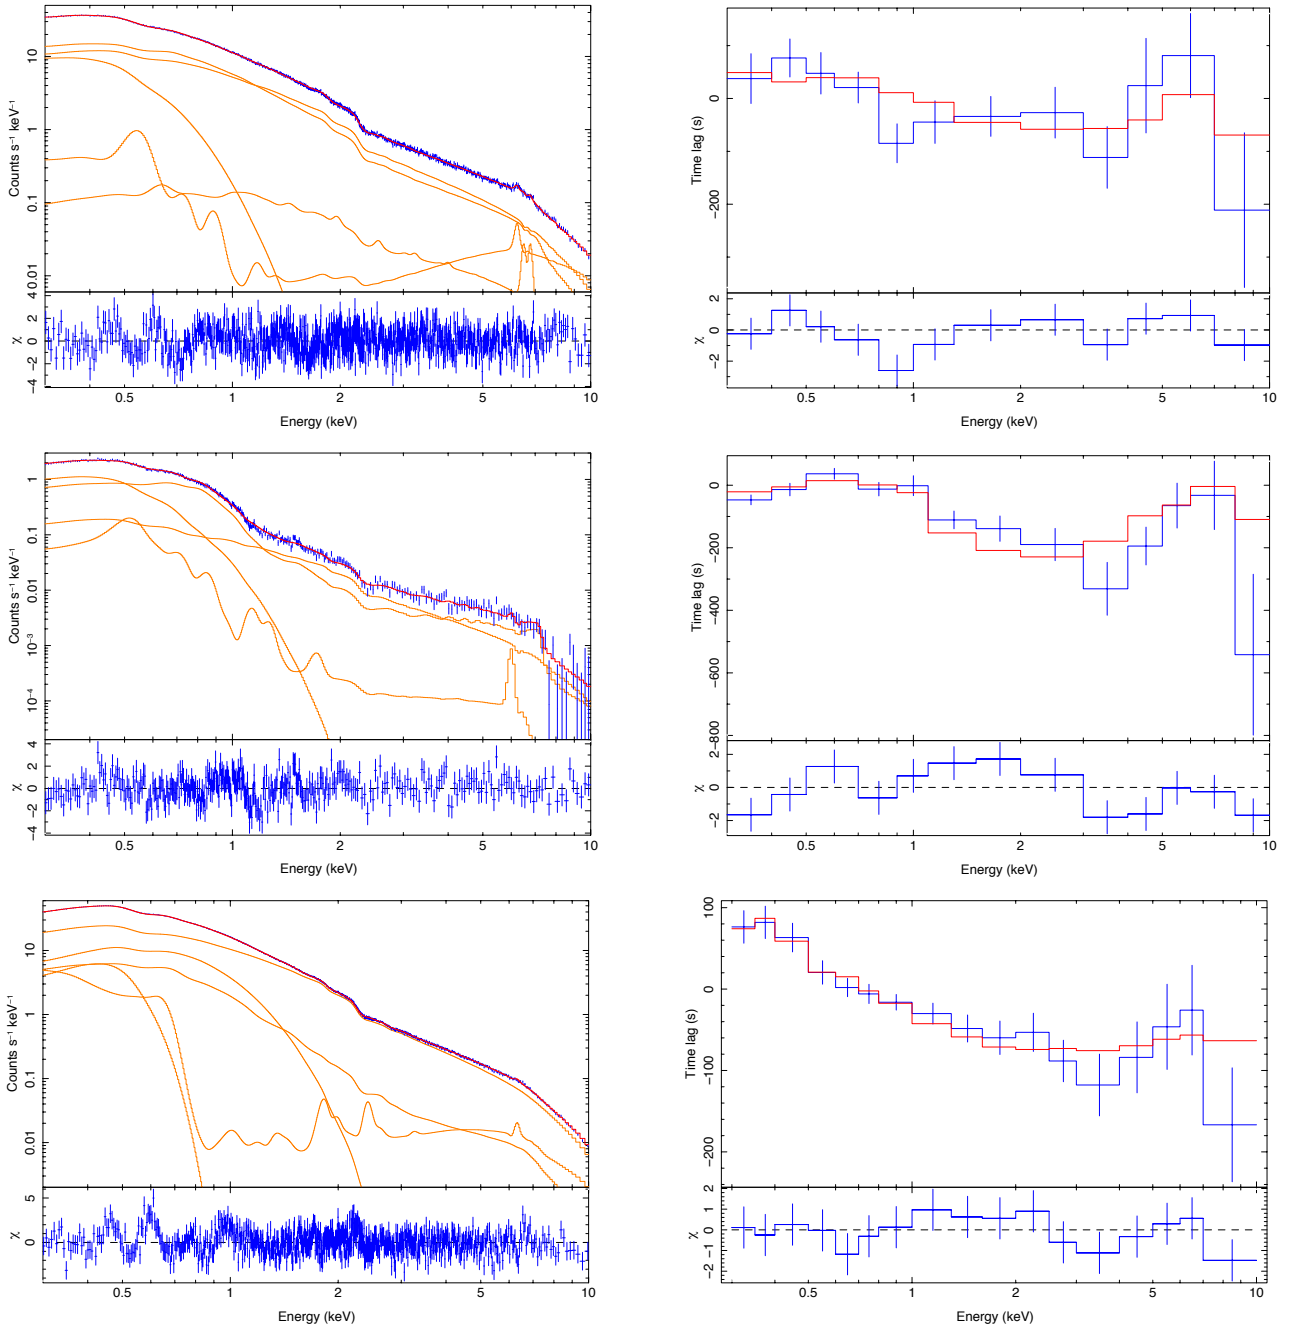 10
1
0.1
0.01
Counts s⁻¹ keV⁻¹
4
2
0
−2
−4
χ
0.5 1 2 5 10
Energy (keV)
0
−200
Time lag (s)
2
0
−2
χ
0.5 1 2 5 10
Energy (keV)
1
0.1
0.01
10⁻³
10⁻⁴
Counts s⁻¹ keV⁻¹
4
2
0
−2
−4
χ
0.5 1 2 5 10
Energy (keV)
0
−200
−400
−600
−800
Time lag (s)
2
0
−2
χ
0.5 1 2 5 10
Energy (keV)
10
1
0.1
0.01
Counts s⁻¹ keV⁻¹
5
0
χ
0.5 1 2 5 10
Energy (keV)
100
0
−100
−200
Time lag (s)
2
1
0
−1
−2
χ
0.5 1 2 5 10
Energy (keV)